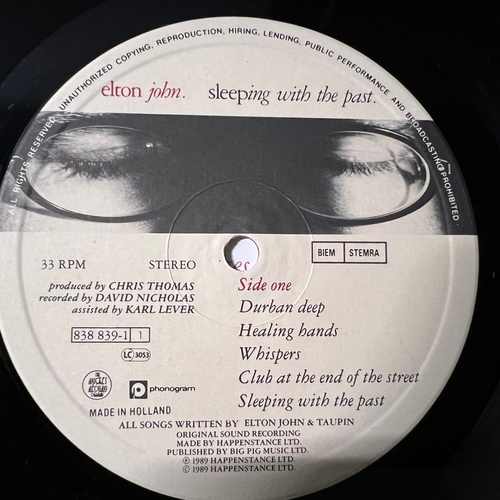 ALL RIGHTS RESERVED. UNAUTHORIZED COPYING, REPRODUCTION, HIRING, LENDING, PUBLIC PERFORMANCE AND BROADCASTING PROHIBITED
elton john. sleeping with the past.
BIEM STEMRA
33 RPM STEREO
produced by CHRIS THOMAS
recorded by DAVID NICHOLAS
assisted by KARL LEVER
838 839-1 1
LC 3053
THE ROCKET RECORD COMPANY
phonogram
MADE IN HOLLAND
Side one
Durban deep
Healing hands
Whispers
Club at the end of the street
Sleeping with the past
ALL SONGS WRITTEN BY ELTON JOHN & TAUPIN
ORIGINAL SOUND RECORDING
MADE BY HAPPENSTANCE LTD.
PUBLISHED BY BIG PIG MUSIC LTD.
℗ 1989 HAPPENSTANCE LTD.
© 1989 HAPPENSTANCE LTD.